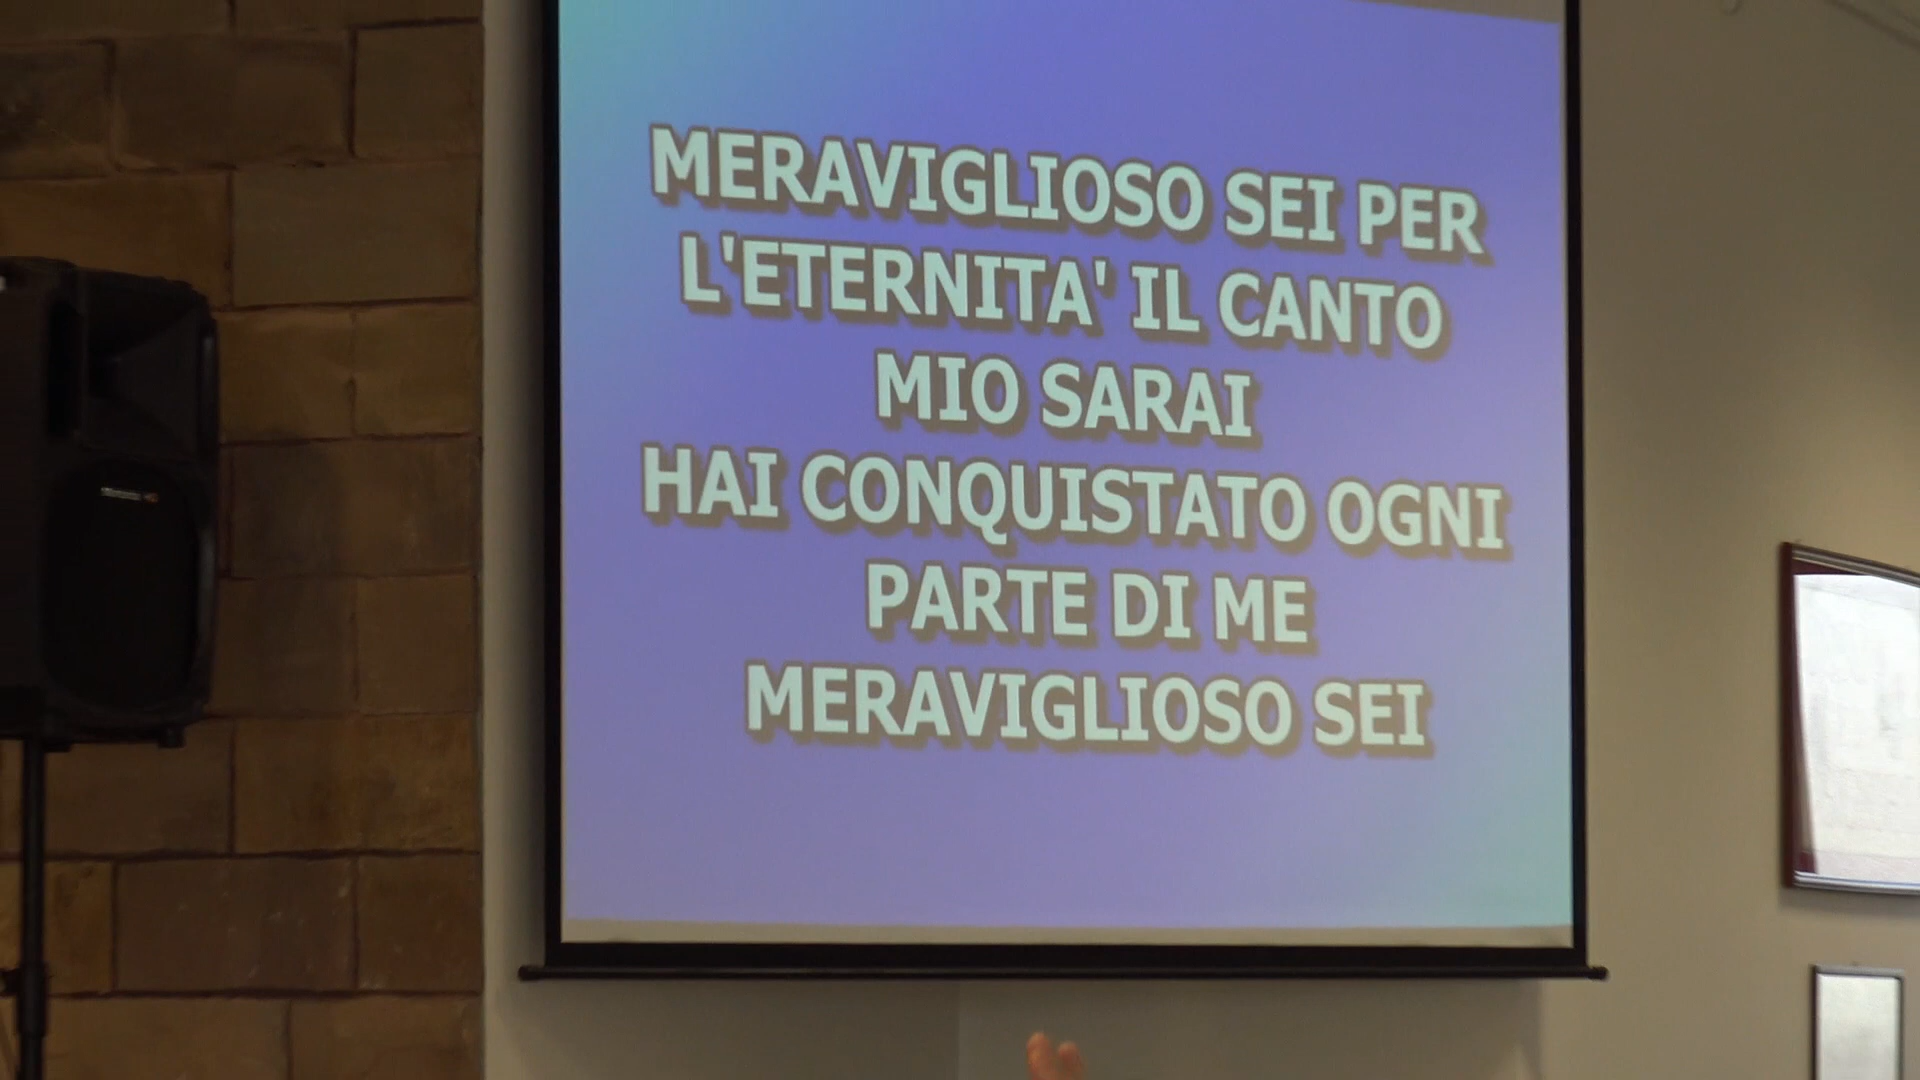 MERAVIGLIOSO SEI PER
L'ETERNITA' IL CANTO
MIO SARAI
HAI CONQUISTATO OGNI
PARTE DI ME
MERAVIGLIOSO SEI